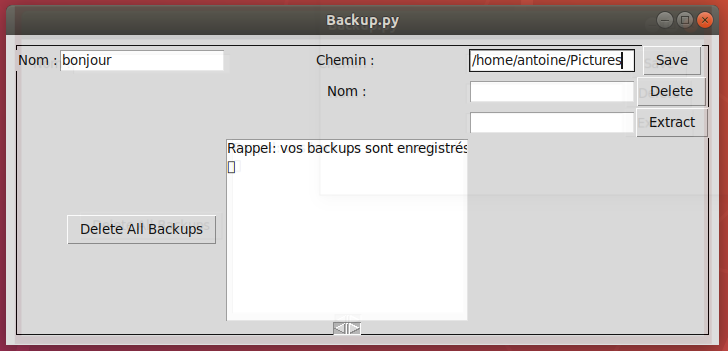 Backup.py
Nom : bonjour Chemin : /home/antoine/Pictures Save
Nom : Delete
Extract
Rappel: vos backups sont enregistrés
Delete All Backups